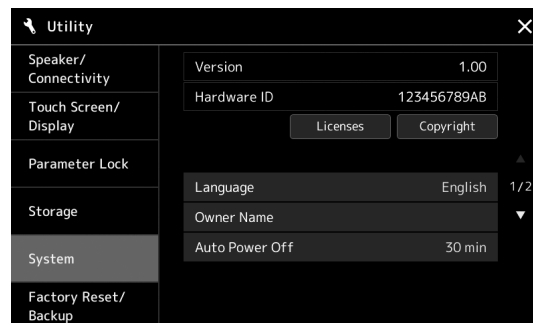 Utility
Speaker/
Connectivity
Touch Screen/
Display
Parameter Lock
Storage
System
Factory Reset/
Backup
Version 1.00
Hardware ID 123456789AB
Licenses Copyright
Language English
Owner Name
Auto Power Off 30 min
1/2